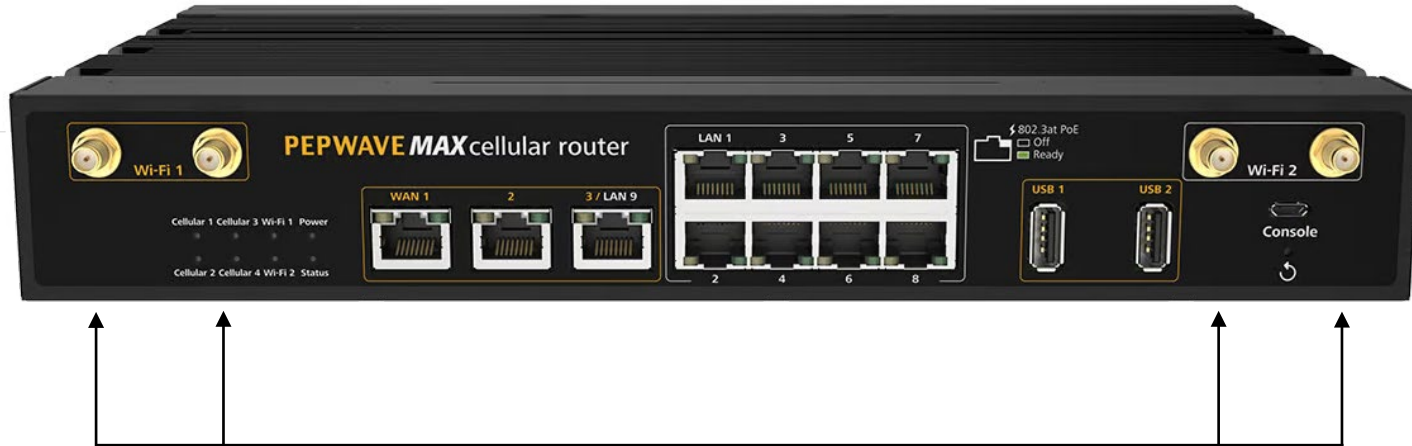 Wi-Fi 1
PEPWAVE MAX cellular router
Cellular 1 Cellular 3 Wi-Fi 1 Power
Cellular 2 Cellular 4 Wi-Fi 2 Status
WAN 1 2 3 / LAN 9
LAN 1 3 5 7
2 4 6 8
802.3at PoE
Off
Ready
USB 1 USB 2
Wi-Fi 2
Console